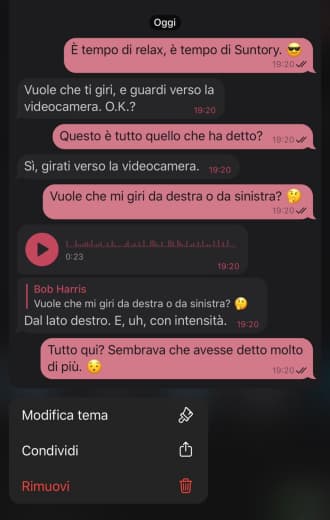 Oggi
È tempo di relax, è tempo di Suntory. 😎
19:20
Vuole che ti giri, e guardi verso la
videocamera. O.K.?
19:20
Questo è tutto quello che ha detto?
19:20
Sì, girati verso la videocamera.
19:20
Vuole che mi giri da destra o da sinistra? 🤔
19:20
0:23
19:20
Bob Harris
Vuole che mi giri da destra o da sinistra? 🤔
Dal lato destro. E, uh, con intensità.
19:20
Tutto qui? Sembrava che avesse detto molto
di più. 😧
19:20
Modifica tema
Condividi
Rimuovi